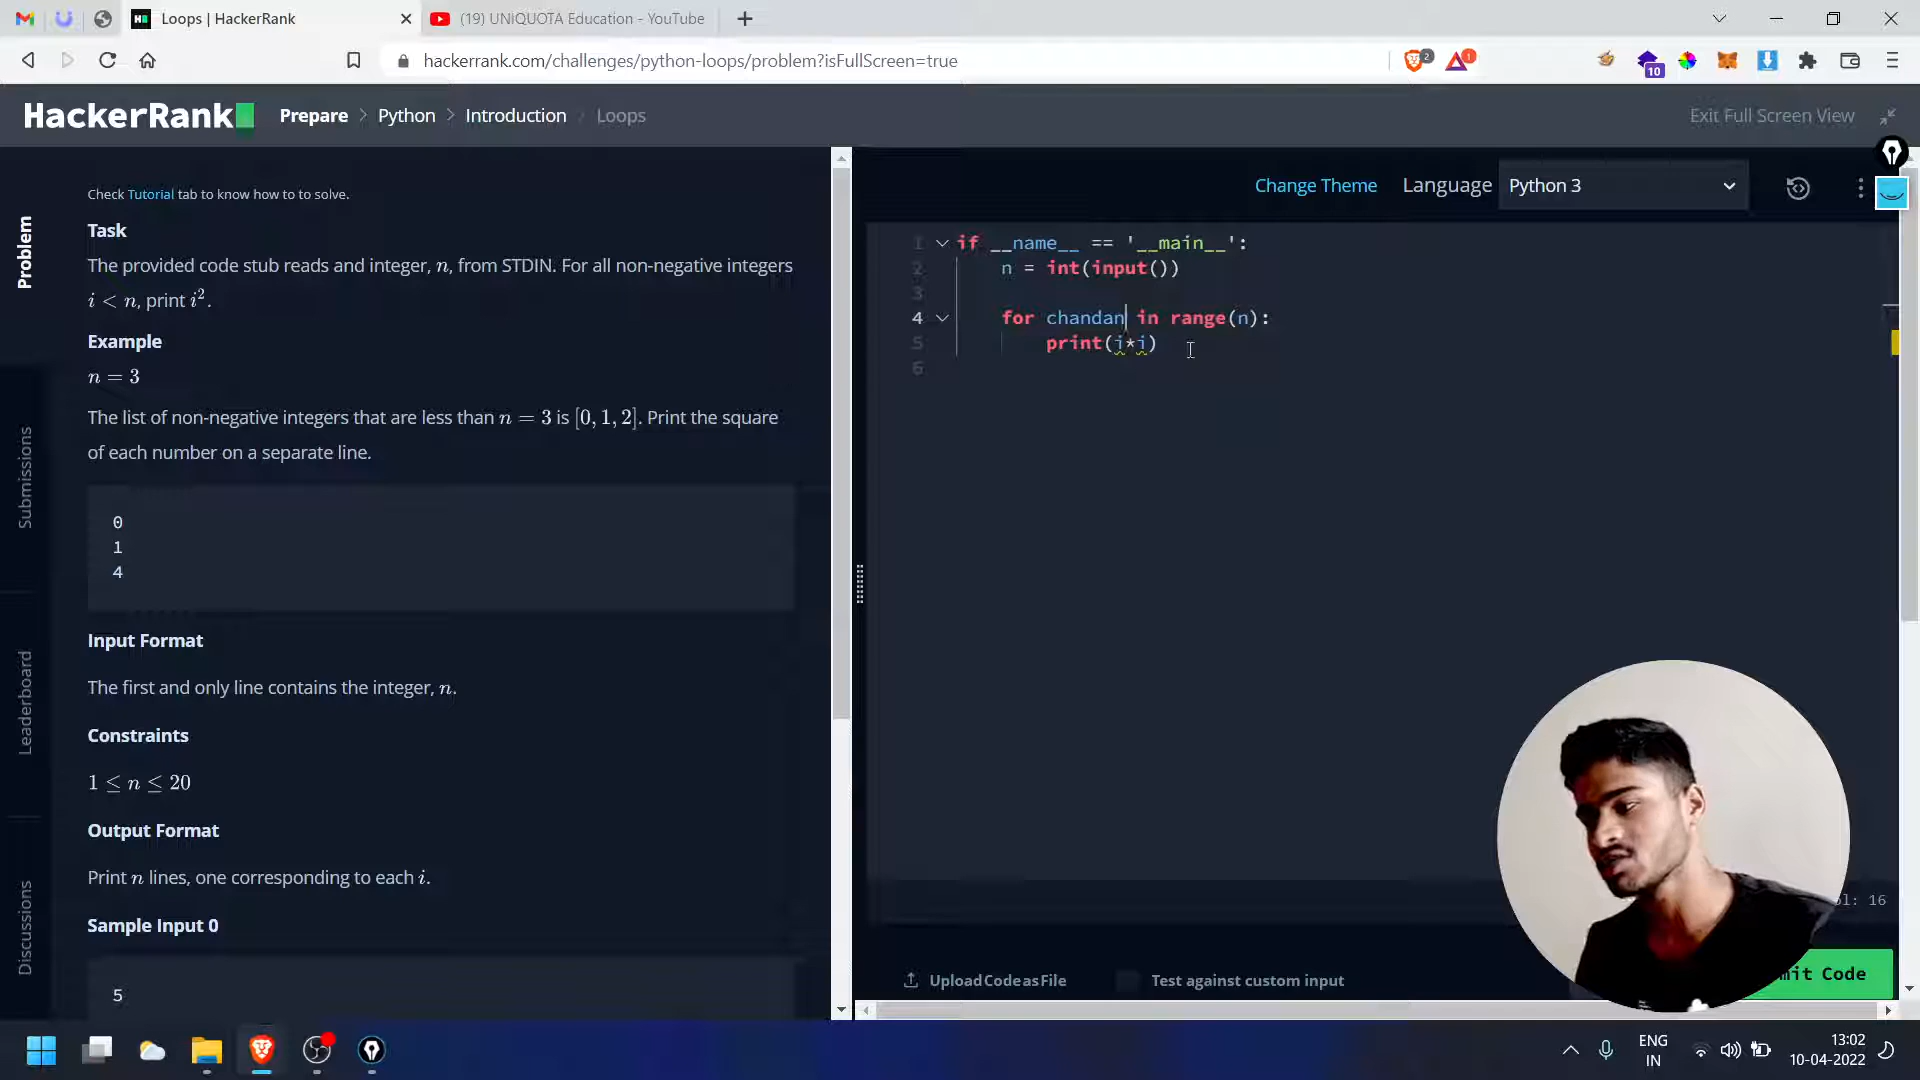 Loops | HackerRank
(19) UNiQUOTA Education - YouTube
hackerrank.com/challenges/python-loops/problem?isFullScreen=true
2
1
10
HackerRank
Prepare > Python > Introduction > Loops
Exit Full Screen View
Problem
Submissions
Leaderboard
Discussions
Check Tutorial tab to know how to to solve.
Task
The provided code stub reads and integer, n, from STDIN. For all non-negative integers
i < n, print i².
Example
n = 3
The list of non-negative integers that are less than n = 3 is [0, 1, 2]. Print the square
of each number on a separate line.
0
1
4
Input Format
The first and only line contains the integer, n.
Constraints
1 ≤ n ≤ 20
Output Format
Print n lines, one corresponding to each i.
Sample Input 0
5
Change Theme
Language
Python 3
1 if __name__ == '__main__':
2 n = int(input())
3
4 for chandan in range(n):
5 print(i*i)
6
16
Upload Code as File
Test against custom input
Code
ENG
IN
13:02
10-04-2022